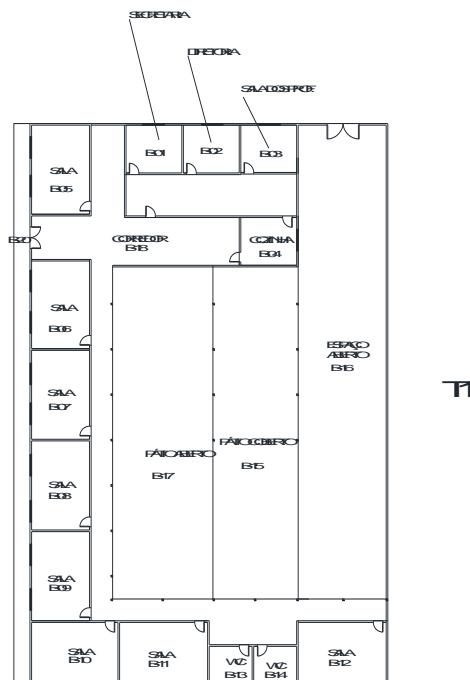 SECRETARIA
DIRETORIA
SALA DOS PROF.
B01
B02
B03
SALA
B05
B20
CORREDOR
B18
COZINHA
B04
SALA
B06
ESPAÇO
ABERTO
B16
T1
SALA
B07
PÁTIO COBERTO
B15
PÁTIO ABERTO
B17
SALA
B08
SALA
B09
SALA
B10
SALA
B11
WC
B13
WC
B14
SALA
B12